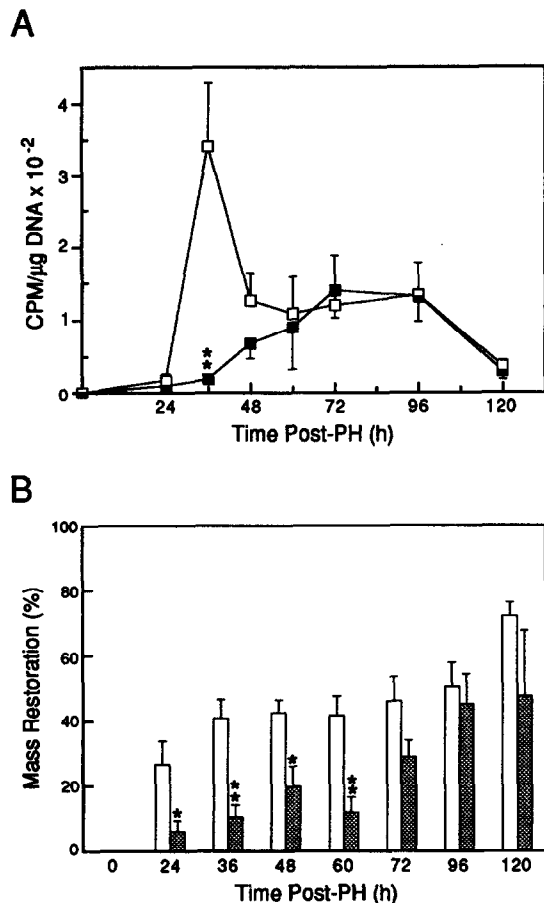 A
CPM/µg DNA x 10⁻²
4
3
2
1
0
**
24 48 72 96 120
Time Post-PH (h)
B
Mass Restoration (%)
100
80
60
40
20
0
* ** * **
0 24 36 48 60 72 96 120
Time Post-PH (h)